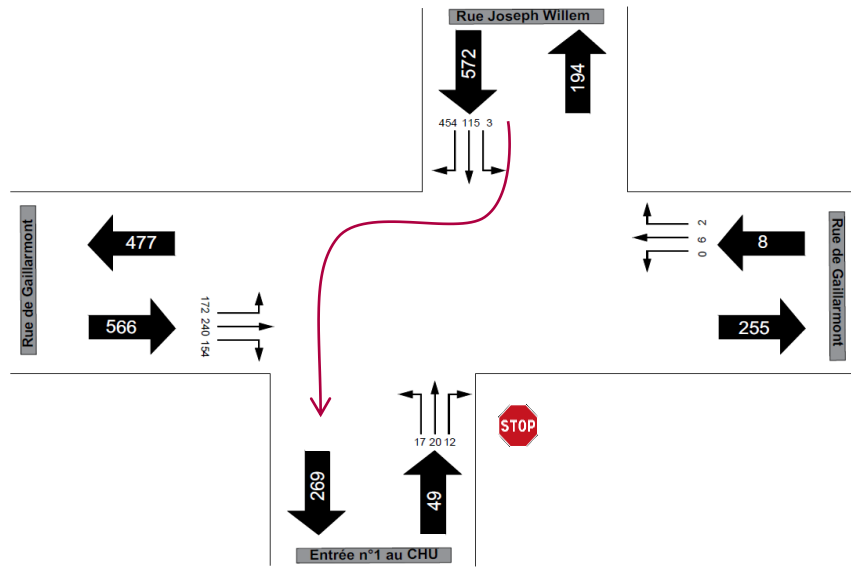 Rue Joseph Willem
572
194
454 115 3
Rue de Gaillarmont
477
566
172 240 154
2 6 0
8
255
Rue de Gaillarmont
17 20 12
STOP
269
49
Entrée n°1 au CHU